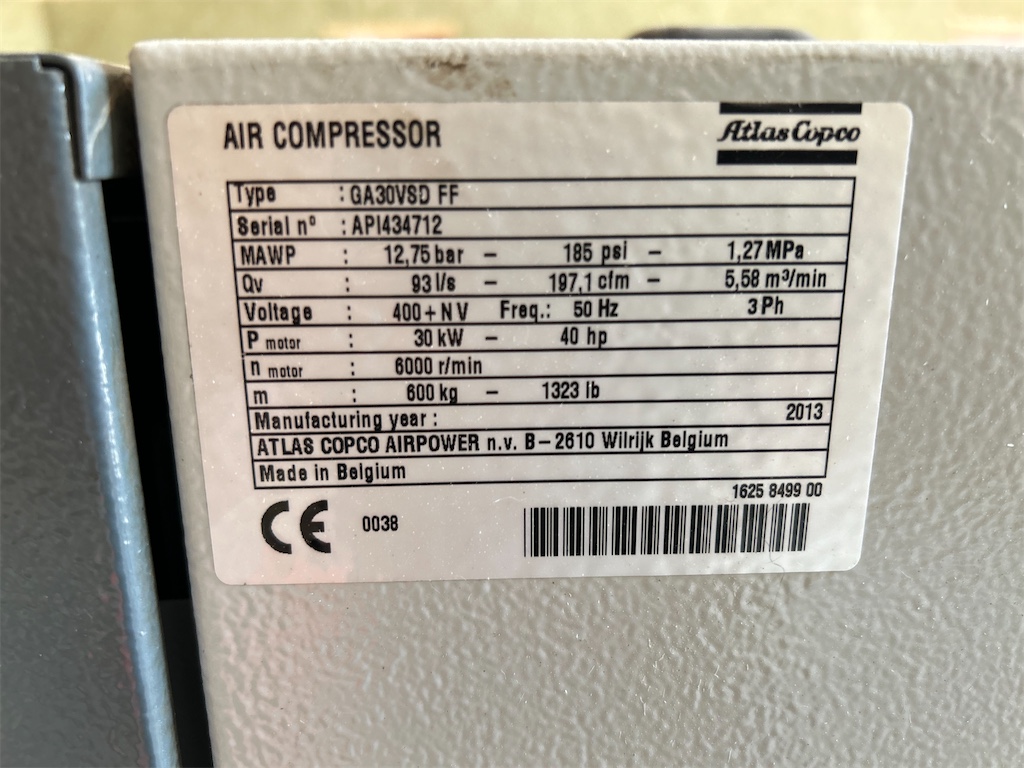 AIR COMPRESSOR
Atlas Copco
Type : GA30VSD FF
Serial nº : API434712
MAWP : 12,75 bar – 185 psi – 1,27 MPa
Qv : 93 l/s – 197,1 cfm – 5,58 m³/min
Voltage : 400+N V Freq.: 50 Hz 3 Ph
P motor : 30 kW – 40 hp
n motor : 6000 r/min
m : 600 kg – 1323 lb
Manufacturing year : 2013
ATLAS COPCO AIRPOWER n.v. B–2610 Wilrijk Belgium
Made in Belgium
1625 8499 00
CE 0038